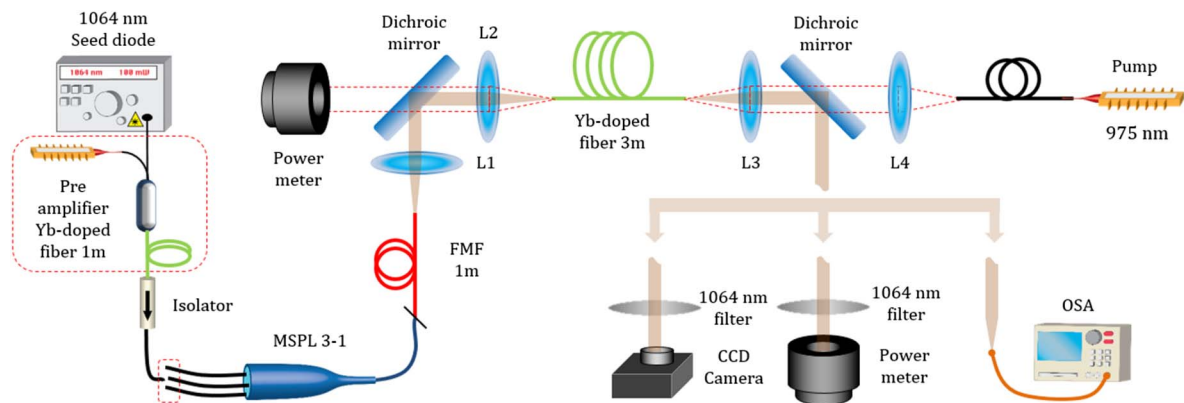 1064 nm
Seed diode
1064 nm 100 mW
Pre
amplifier
Yb-doped
fiber 1m
Isolator
MSPL 3-1
FMF
1m
Power
meter
Dichroic
mirror
L2
L1
Yb-doped
fiber 3m
L3
Dichroic
mirror
L4
Pump
975 nm
1064 nm
filter
CCD
Camera
1064 nm
filter
Power
meter
OSA